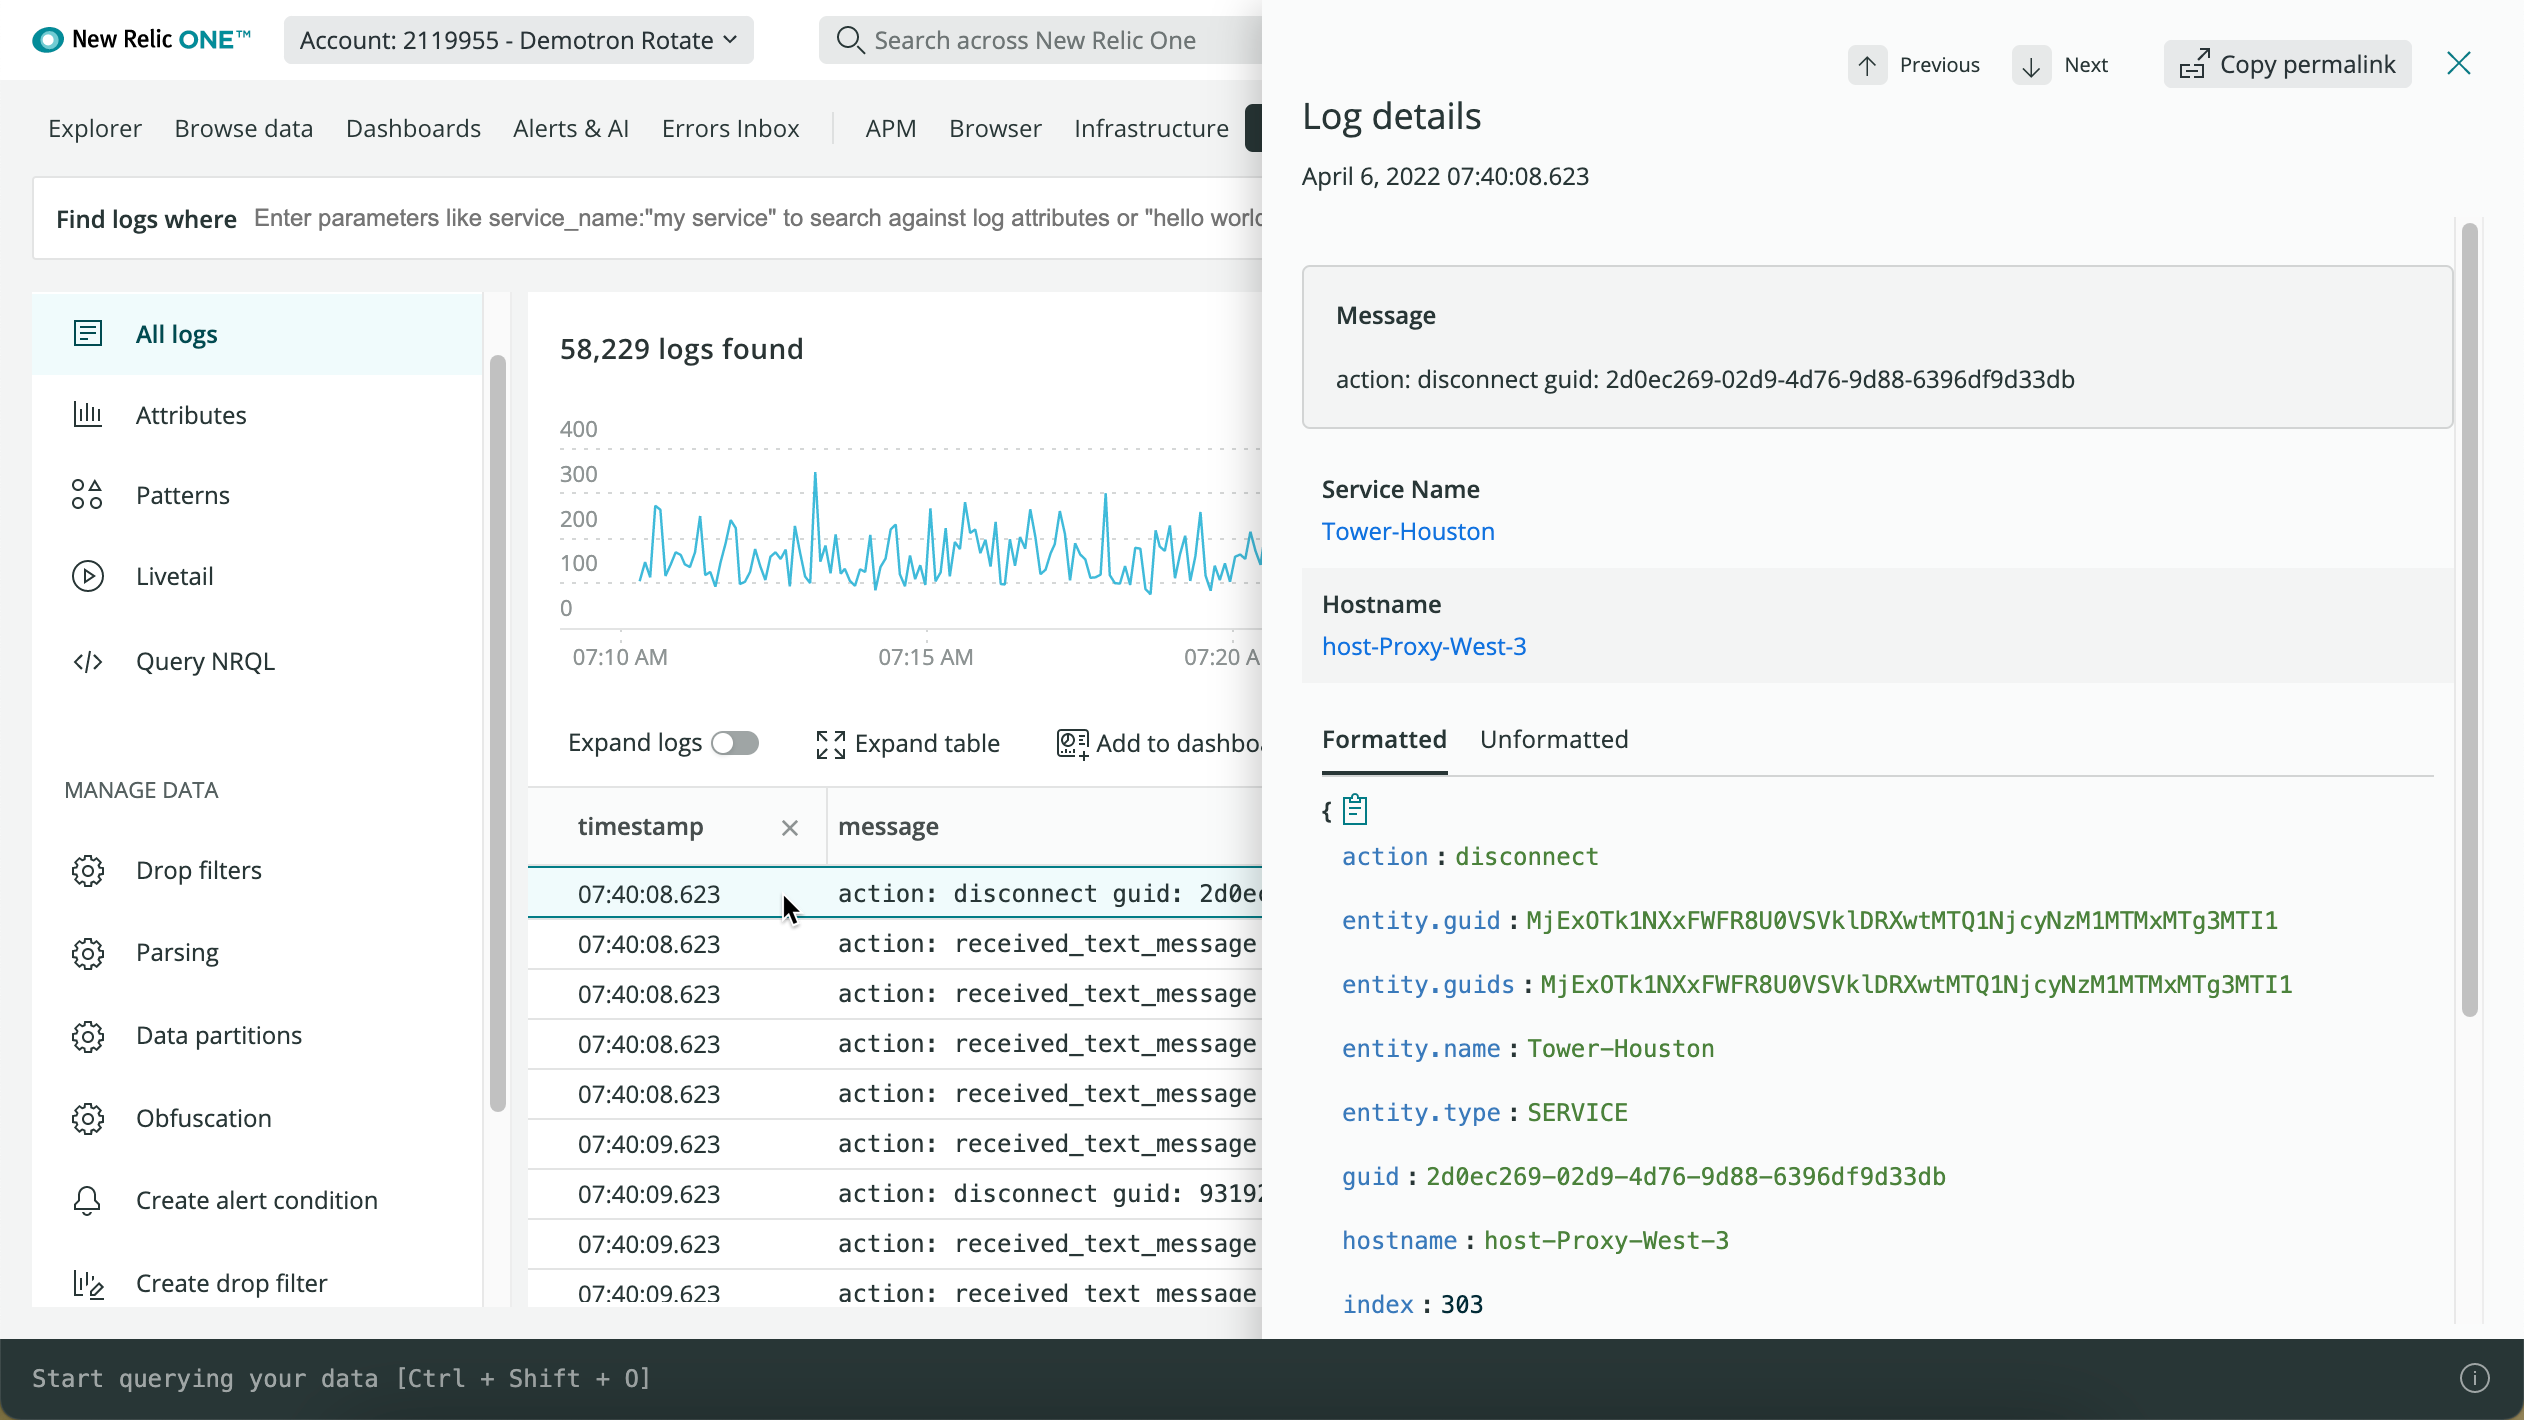 New Relic ONE™
Account: 2119955 - Demotron Rotate
Search across New Relic One
Explorer Browse data Dashboards Alerts & AI Errors Inbox APM Browser Infrastructure
Find logs where Enter parameters like service_name:"my service" to search against log attributes or "hello world
All logs
Attributes
Patterns
Livetail
Query NRQL
MANAGE DATA
Drop filters
Parsing
Data partitions
Obfuscation
Create alert condition
Create drop filter
58,229 logs found
400
300
200
100
0
07:10 AM 07:15 AM 07:20 A
Expand logs Expand table Add to dashboa
timestamp message
07:40:08.623 action: disconnect guid: 2d0ec
07:40:08.623 action: received_text_message
07:40:08.623 action: received_text_message
07:40:08.623 action: received_text_message
07:40:08.623 action: received_text_message
07:40:09.623 action: received_text_message
07:40:09.623 action: disconnect guid: 93192
07:40:09.623 action: received_text_message
07:40:09.623 action: received_text_message
Previous Next Copy permalink
Log details
April 6, 2022 07:40:08.623
Message
action: disconnect guid: 2d0ec269-02d9-4d76-9d88-6396df9d33db
Service Name
Tower-Houston
Hostname
host-Proxy-West-3
Formatted Unformatted
{
action : disconnect
entity.guid : MjExOTk1NXxFWFR8U0VSVklDRXwtMTQ1NjcyNzM1MTMxMTg3MTI1
entity.guids : MjExOTk1NXxFWFR8U0VSVklDRXwtMTQ1NjcyNzM1MTMxMTg3MTI1
entity.name : Tower-Houston
entity.type : SERVICE
guid : 2d0ec269-02d9-4d76-9d88-6396df9d33db
hostname : host-Proxy-West-3
index : 303
Start querying your data [Ctrl + Shift + O]